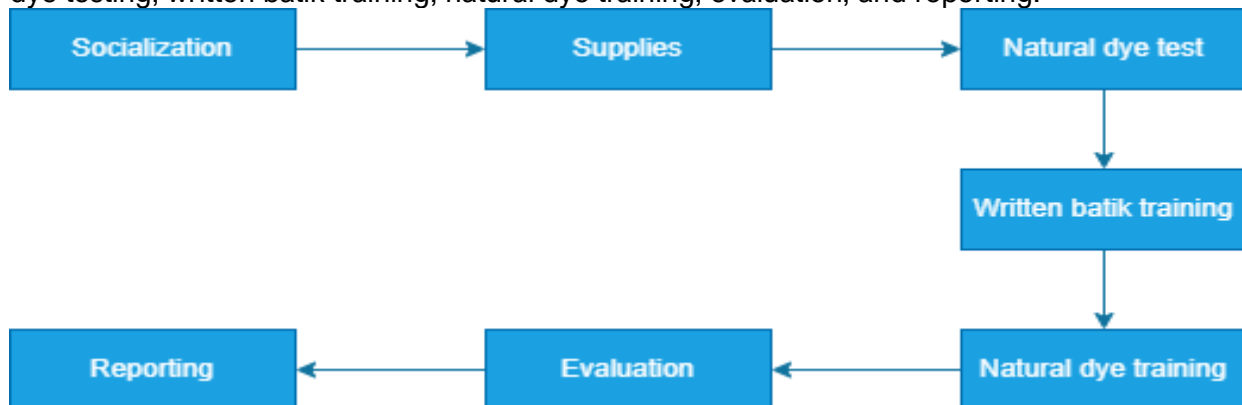 dye testing, written batik training, natural dye training, evaluation, and reporting.
Socialization
Supplies
Natural dye test
Written batik training
Natural dye training
Evaluation
Reporting